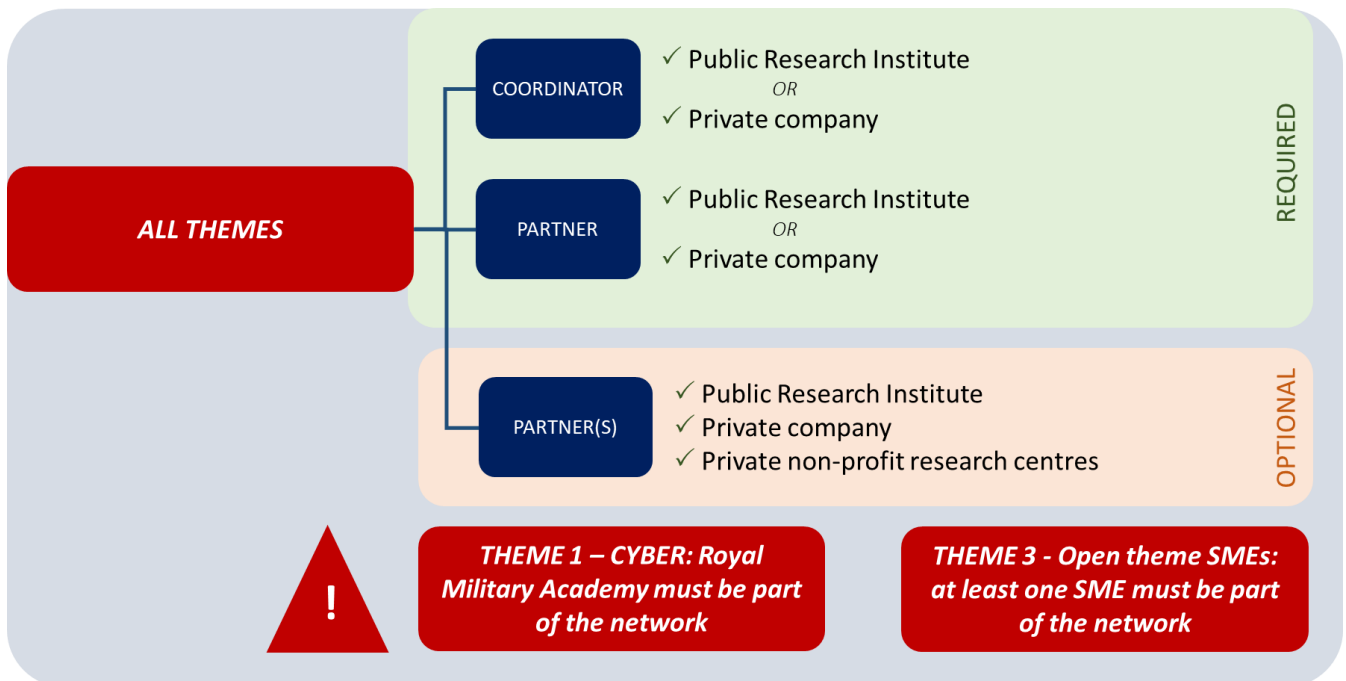 ALL THEMES
COORDINATOR
✓ Public Research Institute
OR
✓ Private company
PARTNER
✓ Public Research Institute
OR
✓ Private company
REQUIRED
PARTNER(S)
✓ Public Research Institute
✓ Private company
✓ Private non-profit research centres
OPTIONAL
!
THEME 1 – CYBER: Royal
Military Academy must be part
of the network
THEME 3 - Open theme SMEs:
at least one SME must be part
of the network